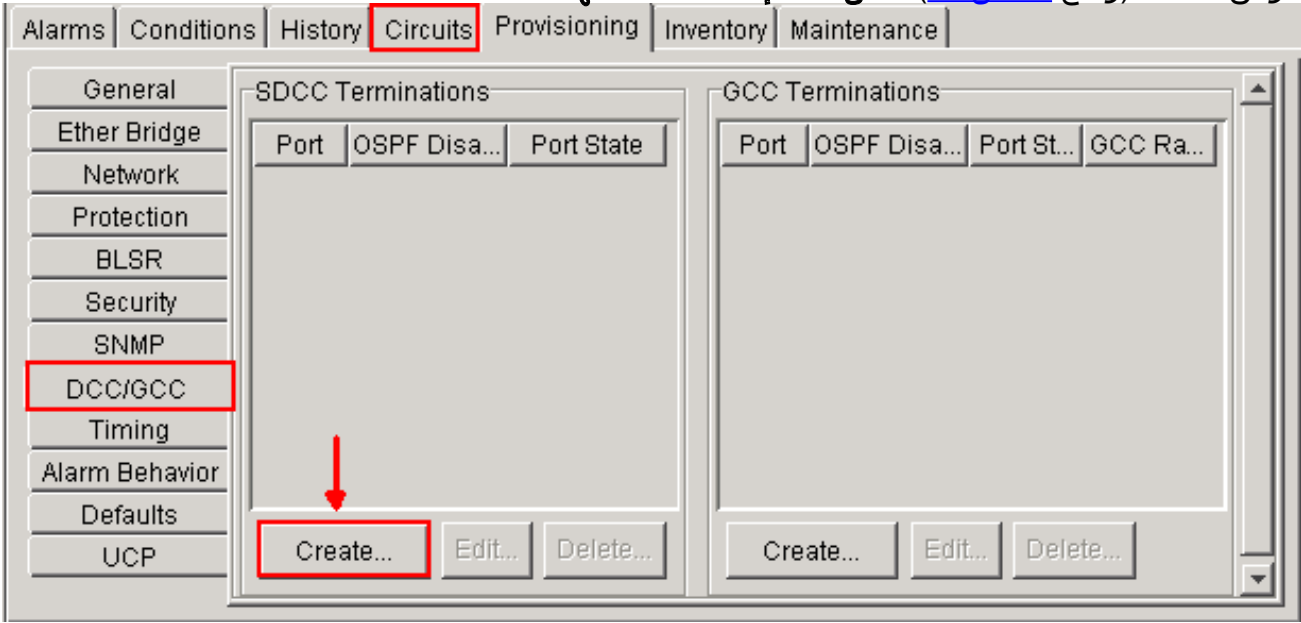 Alarms Conditions History Circuits Provisioning Inventory Maintenance
General
Ether Bridge
Network
Protection
BLSR
Security
SNMP
DCC/GCC
Timing
Alarm Behavior
Defaults
UCP
SDCC Terminations
Port OSPF Disa... Port State
Create... Edit... Delete...
GCC Terminations
Port OSPF Disa... Port St... GCC Ra...
Create... Edit... Delete...